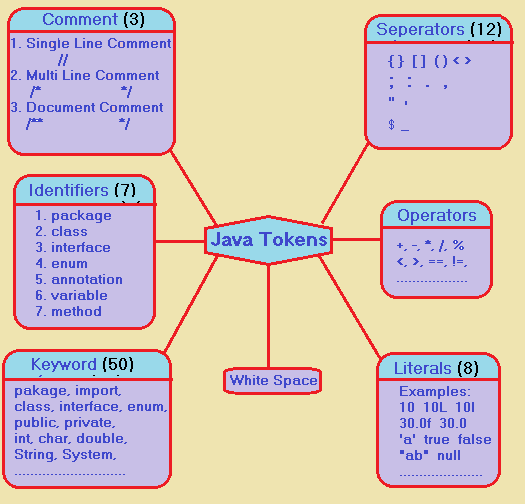 Comment (3)
1. Single Line Comment
//
2. Multi Line Comment
/* */
3. Document Comment
/** */
Seperators (12)
{ } [ ] ( ) < >
; : . ,
" '
$ _
Identifiers (7)
1. package
2. class
3. interface
4. enum
5. annotation
6. variable
7. method
Java Tokens
Operators
+, -, *, /, %
<, >, ==, !=,
.....................
Keyword (50)
pakage, import,
class, interface, enum,
public, private,
int, char, double,
String, System,
.................................
White Space
Literals (8)
Examples:
10 10L 10l
30.0f 30.0
'a' true false
"ab" null
.........................